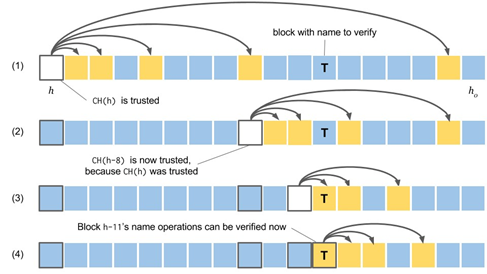 block with name to verify
(1)
T
h
h₀
CH(h) is trusted
(2)
T
CH(h-8) is now trusted,
because CH(h) was trusted
(3)
T
Block h-11's name operations can be verified now
(4)
T